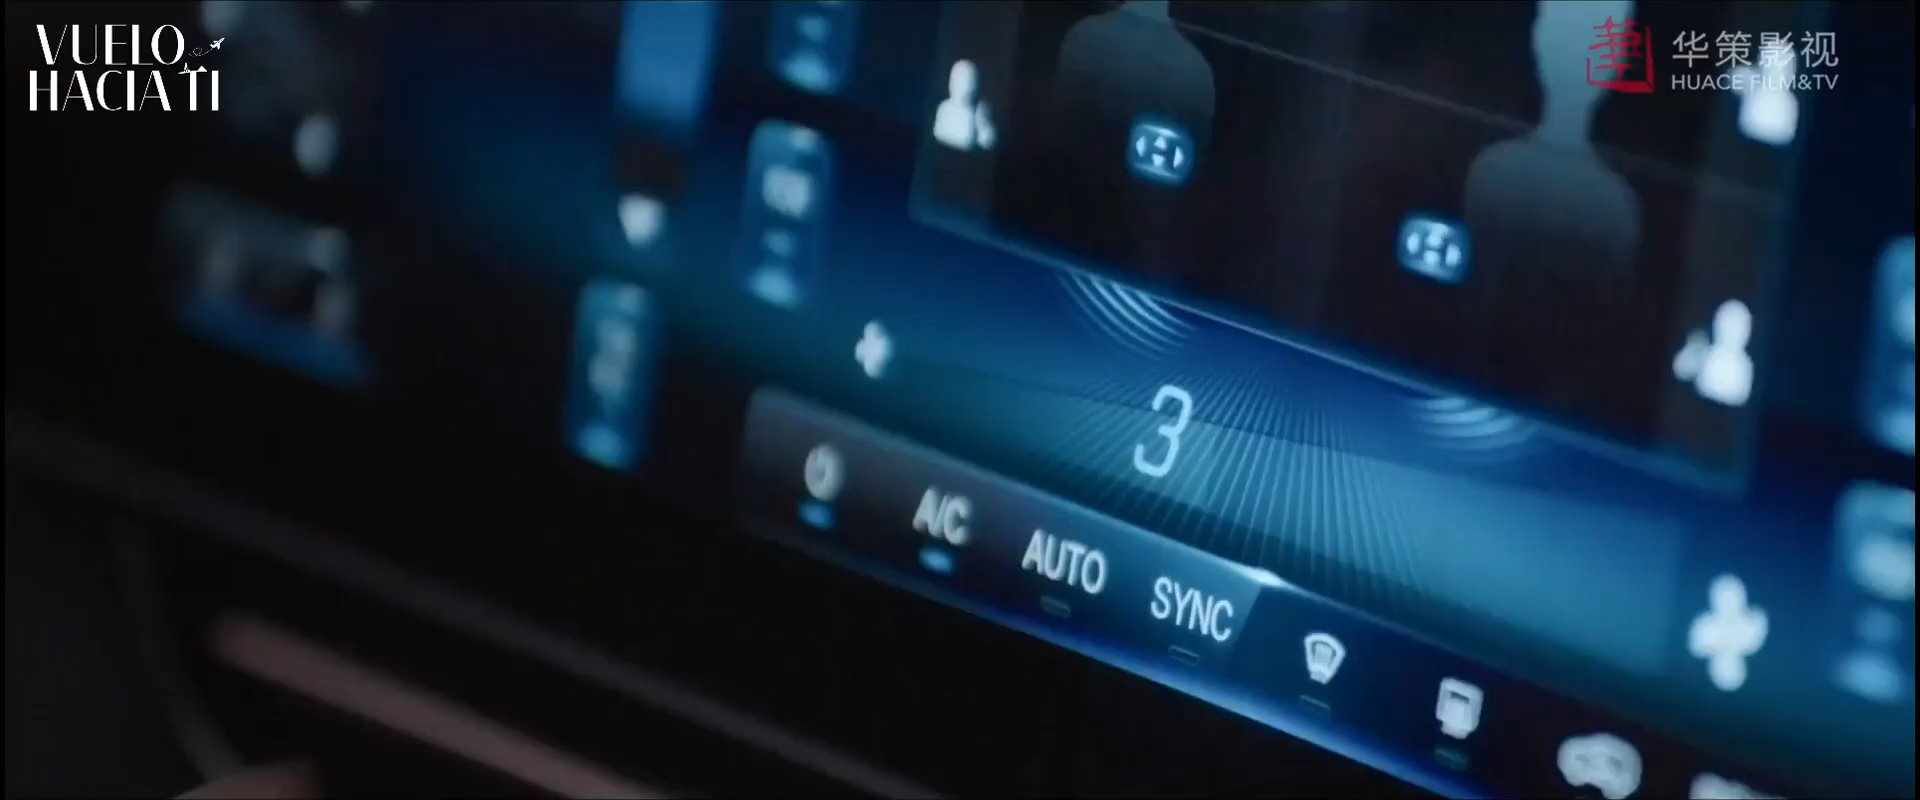 VUELO
HACIA TI
华策影视
HUACE FILM&TV
3
A/C
AUTO
SYNC